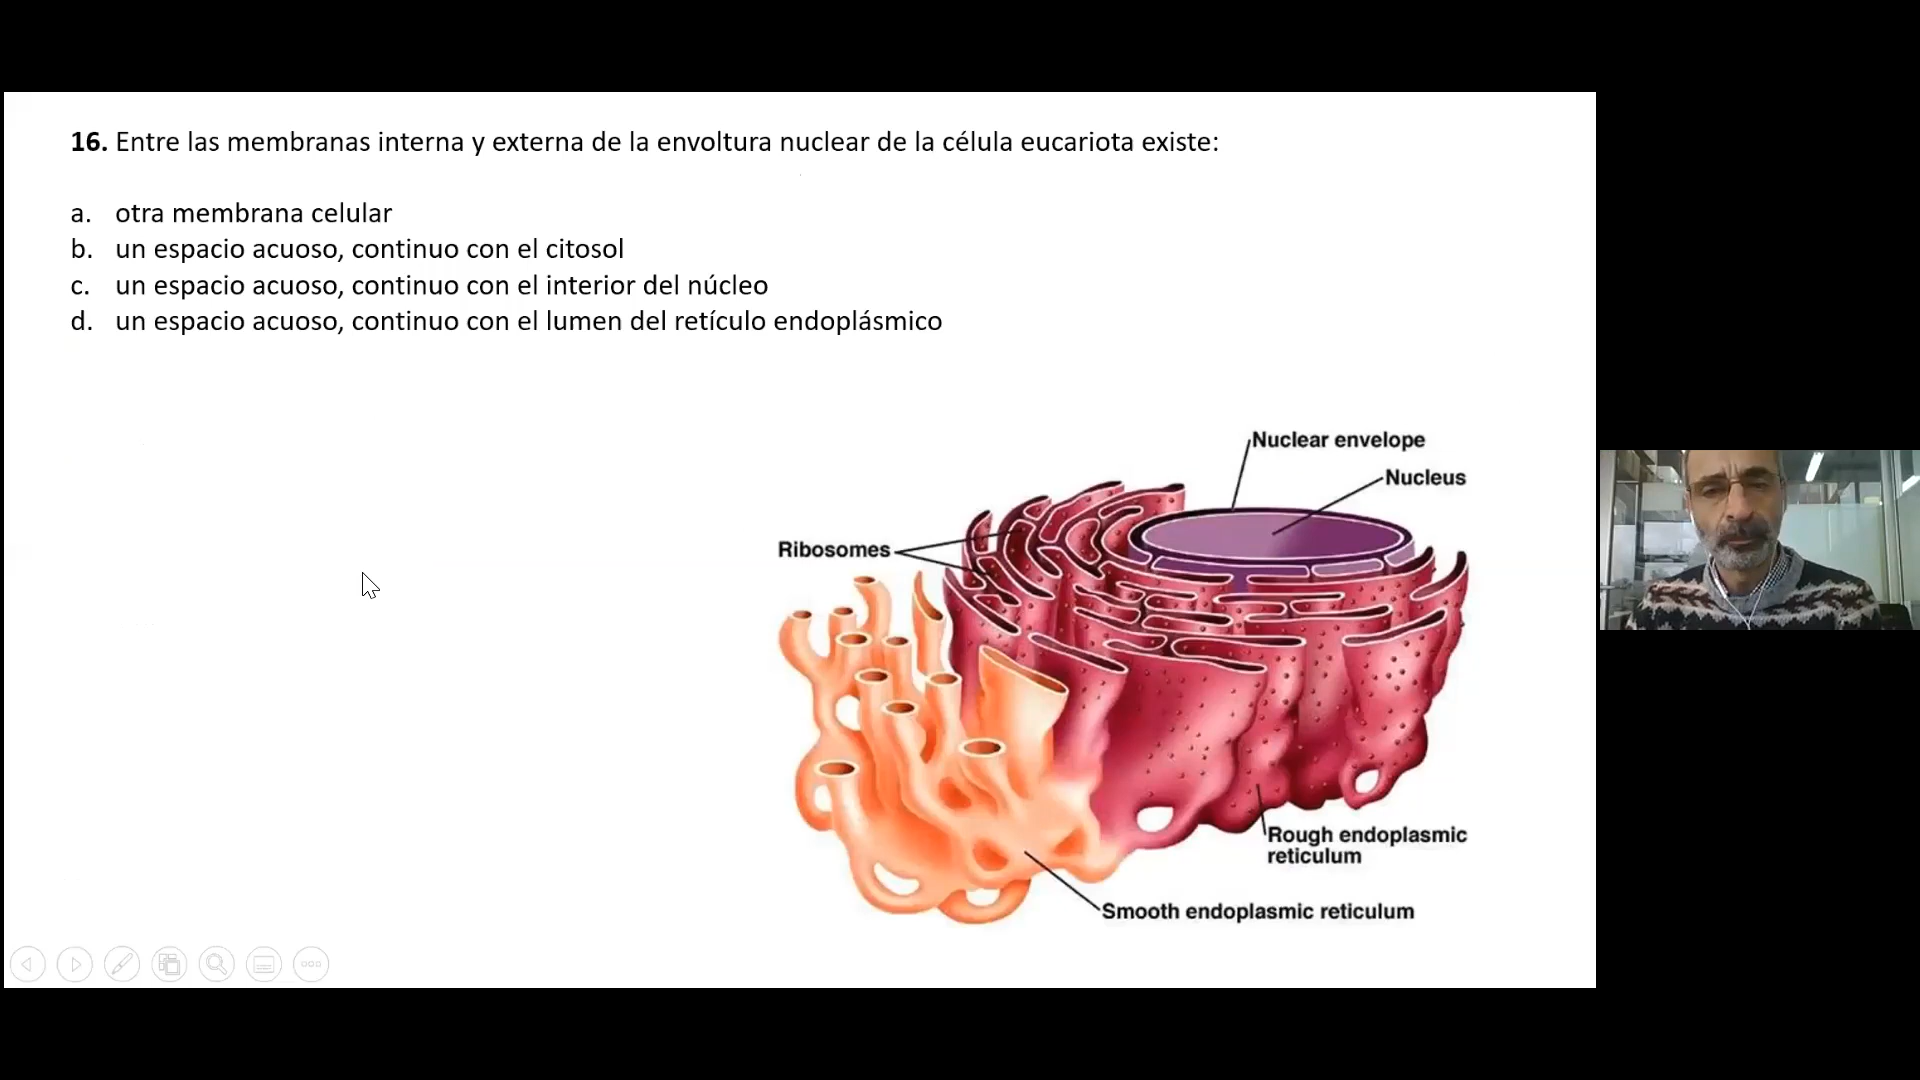 16. Entre las membranas interna y externa de la envoltura nuclear de la célula eucariota existe:
a. otra membrana celular
b. un espacio acuoso, continuo con el citosol
c. un espacio acuoso, continuo con el interior del núcleo
d. un espacio acuoso, continuo con el lumen del retículo endoplásmico
Nuclear envelope
Nucleus
Ribosomes
Rough endoplasmic
reticulum
Smooth endoplasmic reticulum